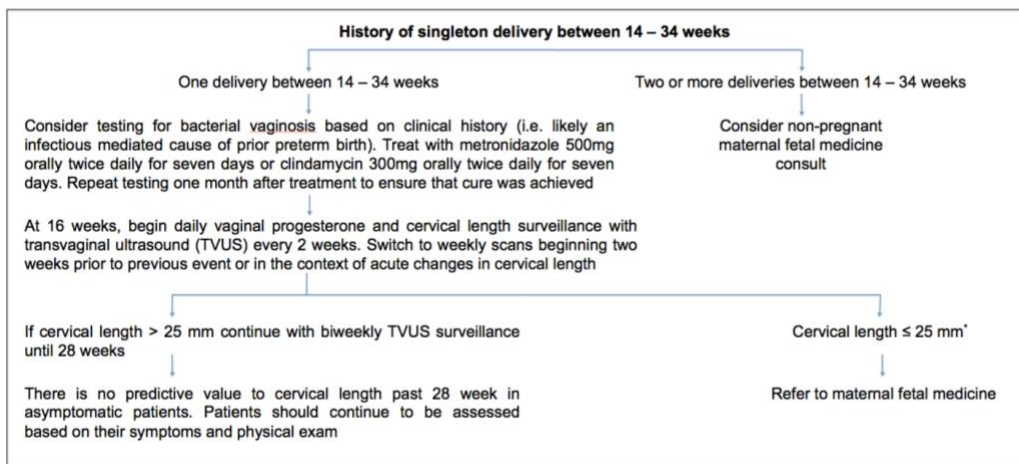 History of singleton delivery between 14 – 34 weeks
One delivery between 14 – 34 weeks
Two or more deliveries between 14 – 34 weeks
Consider testing for bacterial vaginosis based on clinical history (i.e. likely an
infectious mediated cause of prior preterm birth). Treat with metronidazole 500mg
orally twice daily for seven days or clindamycin 300mg orally twice daily for seven
days. Repeat testing one month after treatment to ensure that cure was achieved
Consider non-pregnant
maternal fetal medicine
consult
At 16 weeks, begin daily vaginal progesterone and cervical length surveillance with
transvaginal ultrasound (TVUS) every 2 weeks. Switch to weekly scans beginning two
weeks prior to previous event or in the context of acute changes in cervical length
If cervical length > 25 mm continue with biweekly TVUS surveillance
until 28 weeks
Cervical length ≤ 25 mm*
There is no predictive value to cervical length past 28 week in
asymptomatic patients. Patients should continue to be assessed
based on their symptoms and physical exam
Refer to maternal fetal medicine